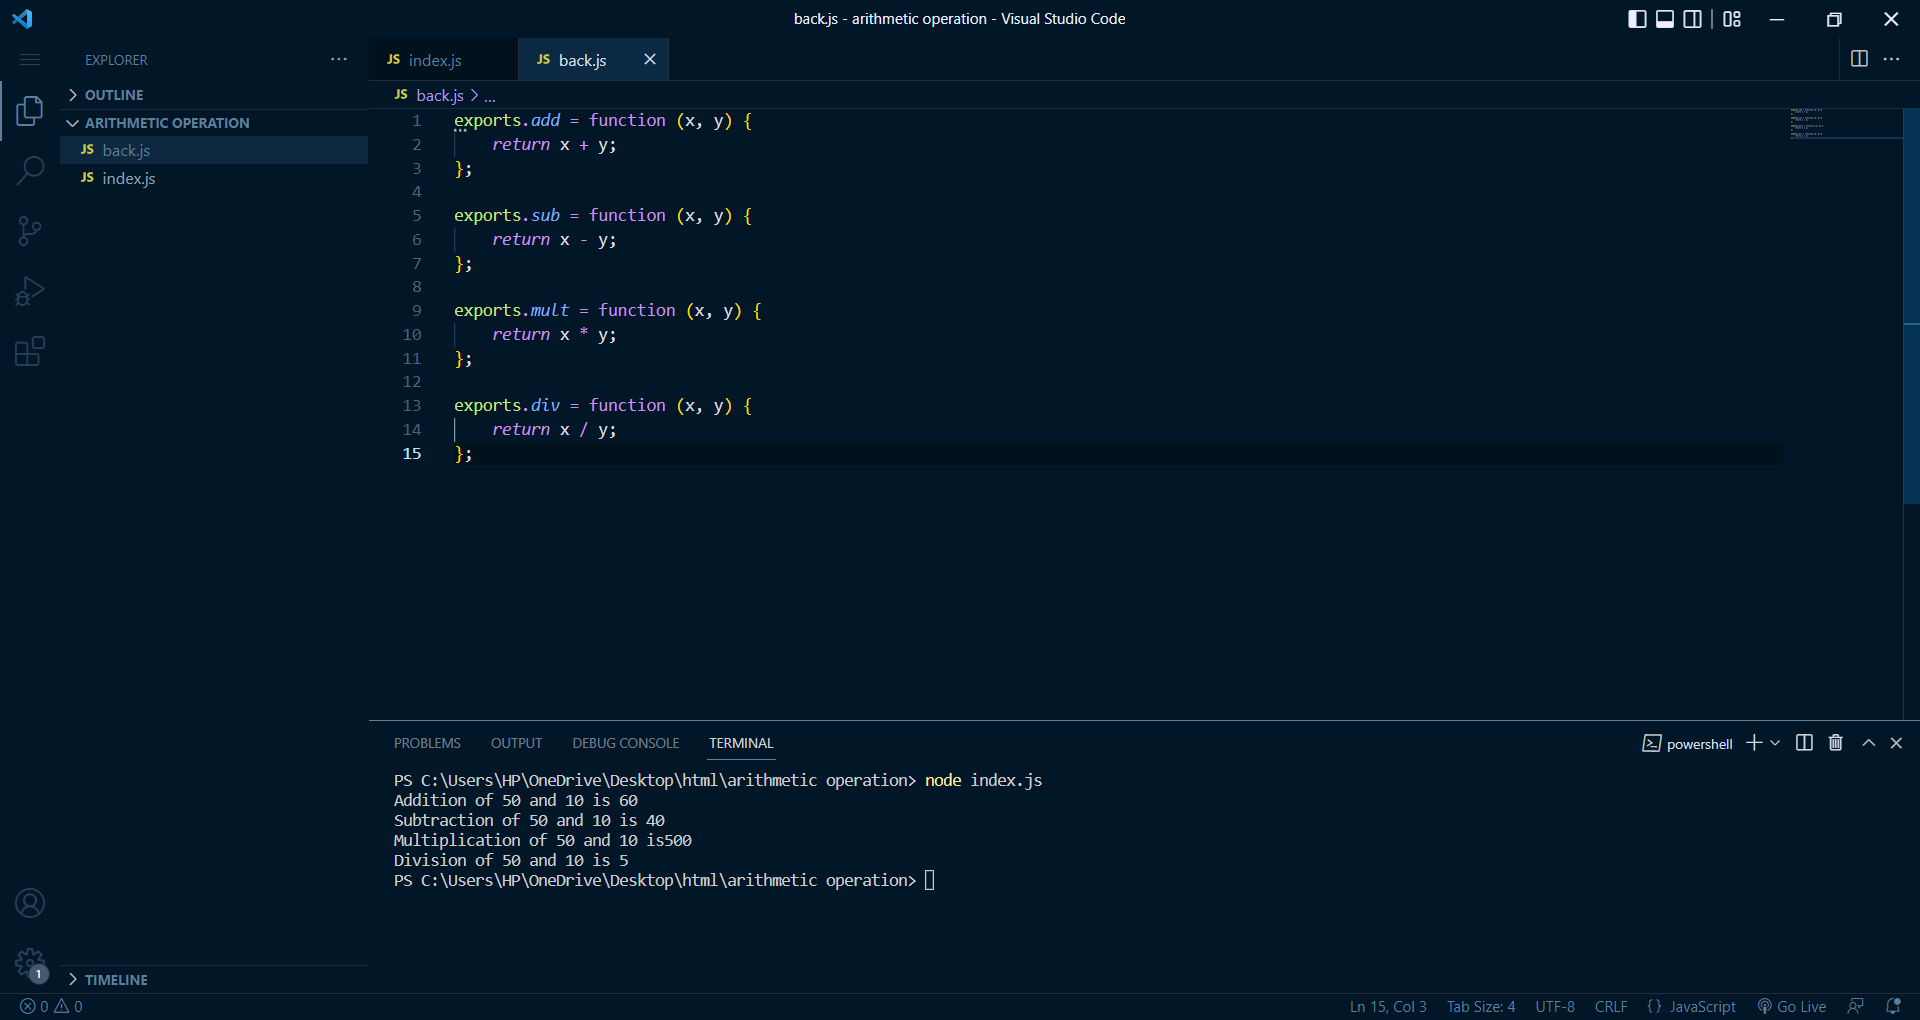 back.js - arithmetic operation - Visual Studio Code
EXPLORER
OUTLINE
ARITHMETIC OPERATION
JS back.js
JS index.js
TIMELINE
JS index.js
JS back.js
JS back.js > ...
1 exports.add = function (x, y) {
2     return x + y;
3 };
4
5 exports.sub = function (x, y) {
6     return x - y;
7 };
8
9 exports.mult = function (x, y) {
10     return x * y;
11 };
12
13 exports.div = function (x, y) {
14     return x / y;
15 };
PROBLEMS OUTPUT DEBUG CONSOLE TERMINAL
powershell
PS C:\Users\HP\OneDrive\Desktop\html\arithmetic operation> node index.js
Addition of 50 and 10 is 60
Subtraction of 50 and 10 is 40
Multiplication of 50 and 10 is500
Division of 50 and 10 is 5
PS C:\Users\HP\OneDrive\Desktop\html\arithmetic operation>
1
0 0 Ln 15, Col 3 Tab Size: 4 UTF-8 CRLF {} JavaScript Go Live